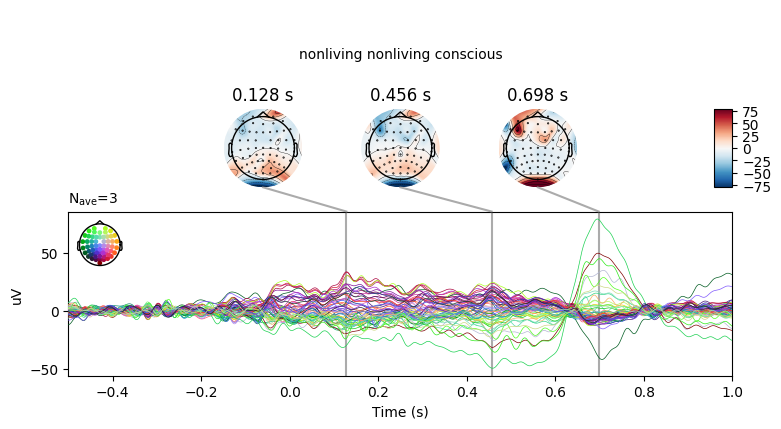 nonliving nonliving conscious
0.128 s 0.456 s 0.698 s
75
50
25
0
−25
−50
−75
Nave=3
50
0
−50
uV
−0.4 −0.2 0.0 0.2 0.4 0.6 0.8 1.0
Time (s)